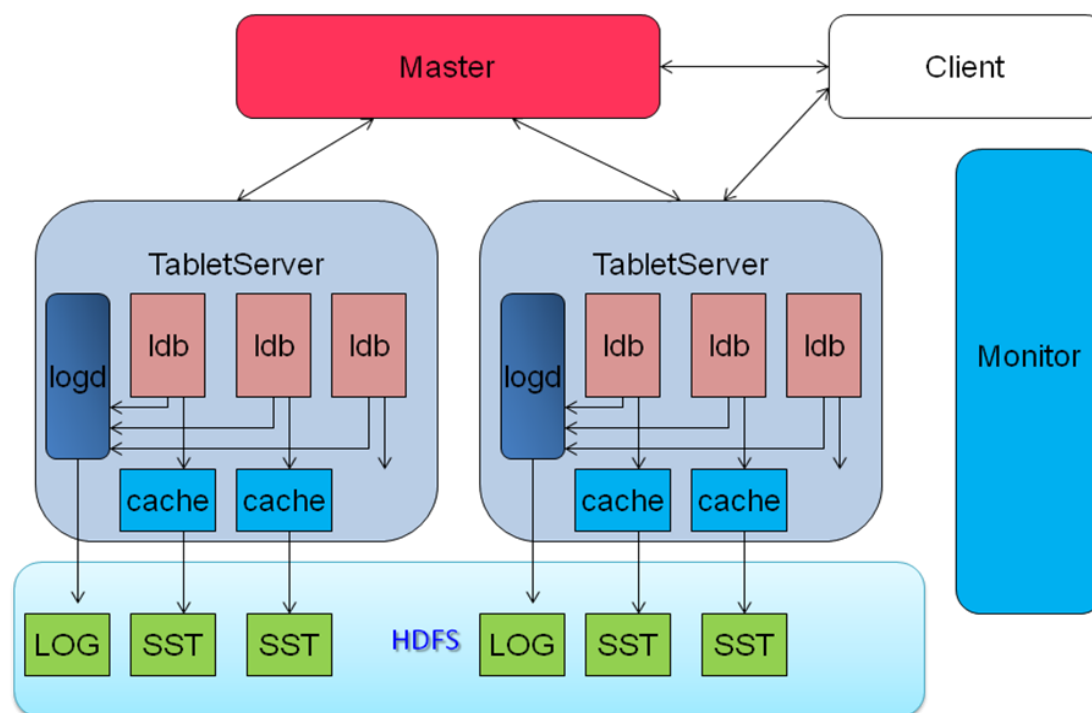 Master
Client
TabletServer
TabletServer
Monitor
logd
ldb
ldb
ldb
logd
ldb
ldb
ldb
cache
cache
cache
cache
LOG
SST
SST
HDFS
LOG
SST
SST